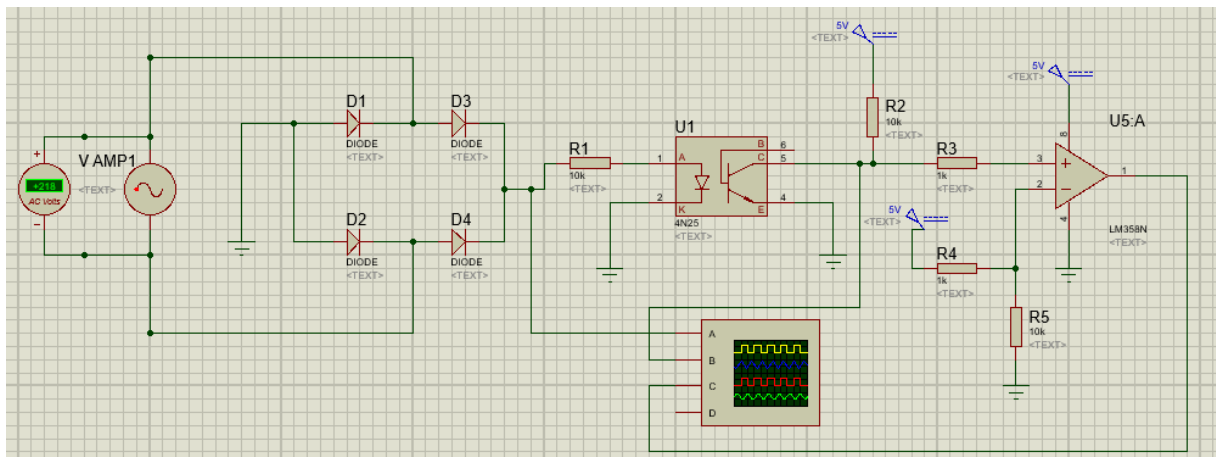 5V
<TEXT>
5V
<TEXT>
R2
10k
<TEXT>
U5:A
D1
DIODE
<TEXT>
D3
DIODE
<TEXT>
U1
B 6
C 5
1 A
2 K
E 4
4N25
<TEXT>
R1
10k
<TEXT>
R3
1k
<TEXT>
8
3
2
1
4
LM358N
<TEXT>
V AMP1
<TEXT>
+
+218
AC Volts
−
D2
DIODE
<TEXT>
D4
DIODE
<TEXT>
5V
<TEXT>
R4
1k
<TEXT>
R5
10k
<TEXT>
A
B
C
D